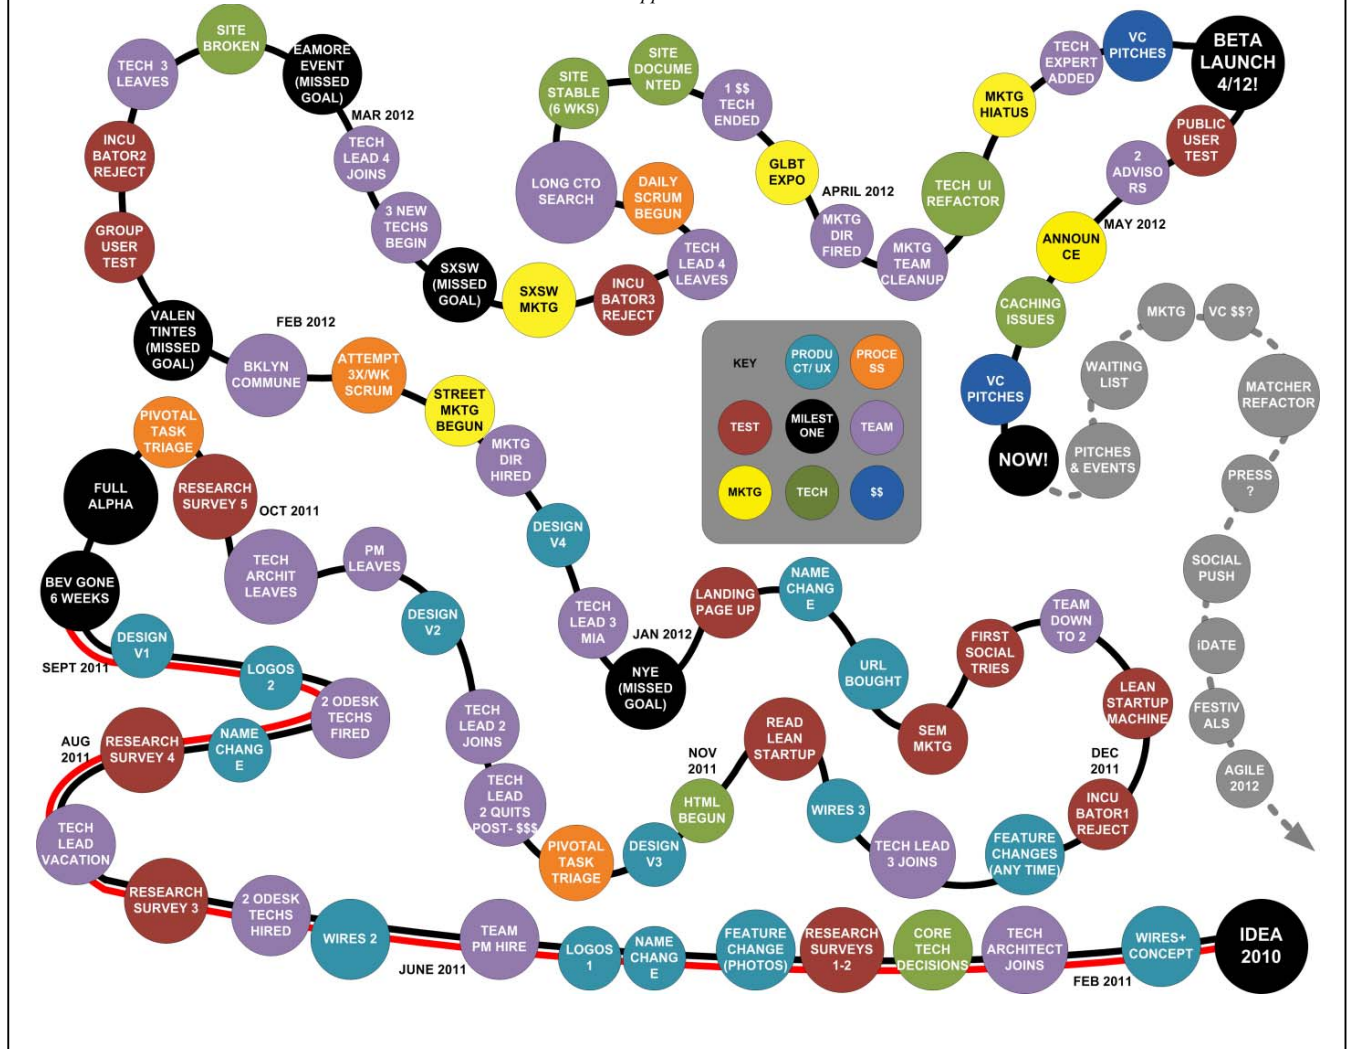 SITE
BROKEN
EAMORE
EVENT
(MISSED
GOAL)
TECH 3
LEAVES
INCU
BATOR2
REJECT
GROUP
USER
TEST
VALEN
TINTES
(MISSED
GOAL)
MAR 2012
TECH
LEAD 4
JOINS
3 NEW
TECHS
BEGIN
SXSW
(MISSED
GOAL)
SXSW
MKTG
INCU
BATOR3
REJECT
TECH
LEAD 4
LEAVES
DAILY
SCRUM
BEGUN
LONG CTO
SEARCH
SITE
STABLE
(6 WKS)
SITE
DOCUME
NTED
1 $$
TECH
ENDED
GLBT
EXPO
APRIL 2012
MKTG
DIR
FIRED
MKTG
TEAM
CLEANUP
TECH UI
REFACTOR
MKTG
HIATUS
TECH
EXPERT
ADDED
VC
PITCHES
BETA
LAUNCH
4/12!
PUBLIC
USER
TEST
2
ADVISO
RS
MAY 2012
ANNOUN
CE
CACHING
ISSUES
VC
PITCHES
NOW!
PITCHES
& EVENTS
WAITING
LIST
MKTG
VC $$?
MATCHER
REFACTOR
PRESS
?
SOCIAL
PUSH
iDATE
FESTIV
ALS
AGILE
2012
KEY
PRODU
CT/ UX
PROCE
SS
TEST
MILEST
ONE
TEAM
MKTG
TECH
$$
FEB 2012
BKLYN
COMMUNE
ATTEMPT
3X/WK
SCRUM
STREET
MKTG
BEGUN
MKTG
DIR
HIRED
DESIGN
V4
TECH
LEAD 3
MIA
JAN 2012
NYE
(MISSED
GOAL)
LANDING
PAGE UP
NAME
CHANG
E
URL
BOUGHT
SEM
MKTG
FIRST
SOCIAL
TRIES
TEAM
DOWN
TO 2
LEAN
STARTUP
MACHINE
DEC
2011
INCU
BATOR1
REJECT
FEATURE
CHANGES
(ANY TIME)
TECH LEAD
3 JOINS
WIRES 3
READ
LEAN
STARTUP
NOV
2011
HTML
BEGUN
DESIGN
V3
PIVOTAL
TASK
TRIAGE
TECH
LEAD
2 QUITS
POST- $$$
TECH
LEAD 2
JOINS
DESIGN
V2
PM
LEAVES
TECH
ARCHIT
LEAVES
OCT 2011
RESEARCH
SURVEY 5
PIVOTAL
TASK
TRIAGE
FULL
ALPHA
BEV GONE
6 WEEKS
DESIGN
V1
SEPT 2011
LOGOS
2
2 ODESK
TECHS
FIRED
NAME
CHANG
E
RESEARCH
SURVEY 4
AUG
2011
TECH
LEAD
VACATION
RESEARCH
SURVEY 3
2 ODESK
TECHS
HIRED
WIRES 2
JUNE 2011
TEAM
PM HIRE
LOGOS
1
NAME
CHANG
E
FEATURE
CHANGE
(PHOTOS)
RESEARCH
SURVEYS
1-2
CORE
TECH
DECISIONS
TECH
ARCHITECT
JOINS
FEB 2011
WIRES+
CONCEPT
IDEA
2010